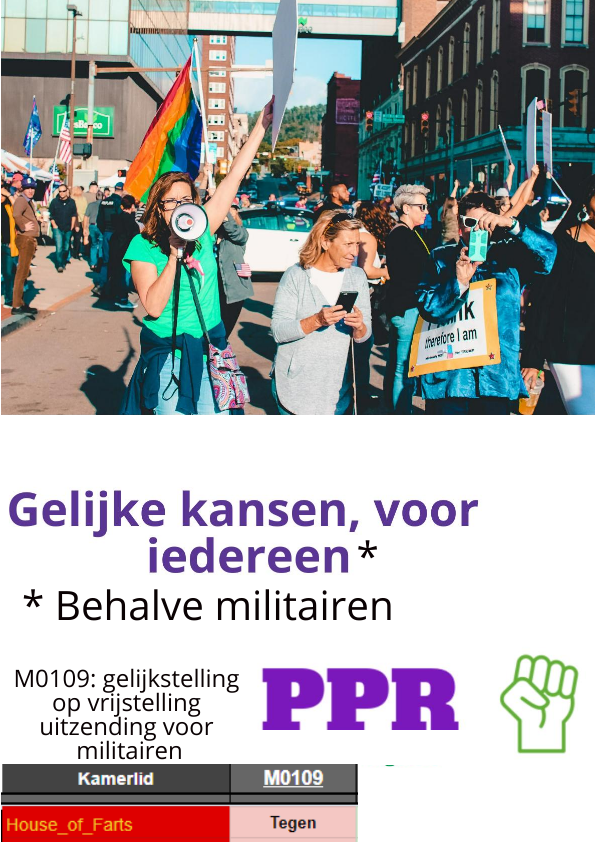 therefore I am
Gelijke kansen, voor
iedereen *
* Behalve militairen
M0109: gelijkstelling
op vrijstelling
uitzending voor
militairen
PPR
Kamerlid M0109
House_of_Farts Tegen